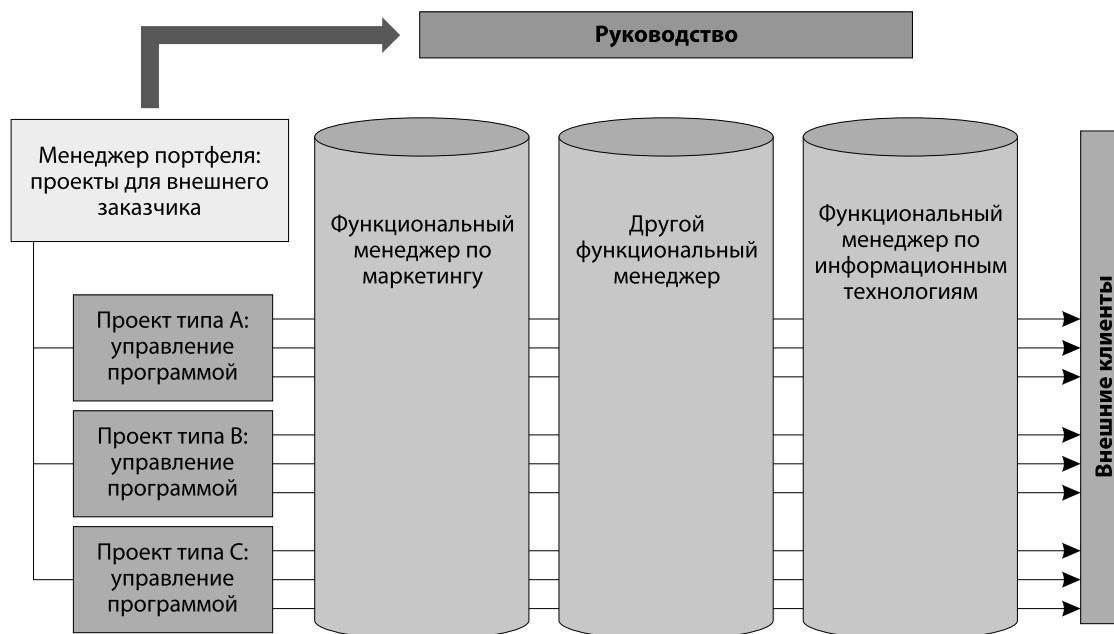 Руководство
Менеджер портфеля:
проекты для внешнего
заказчика
Функциональный
менеджер по
маркетингу
Другой
функциональный
менеджер
Функциональный
менеджер по
информационным
технологиям
Проект типа А:
управление
программой
Проект типа В:
управление
программой
Проект типа С:
управление
программой
Внешние клиенты